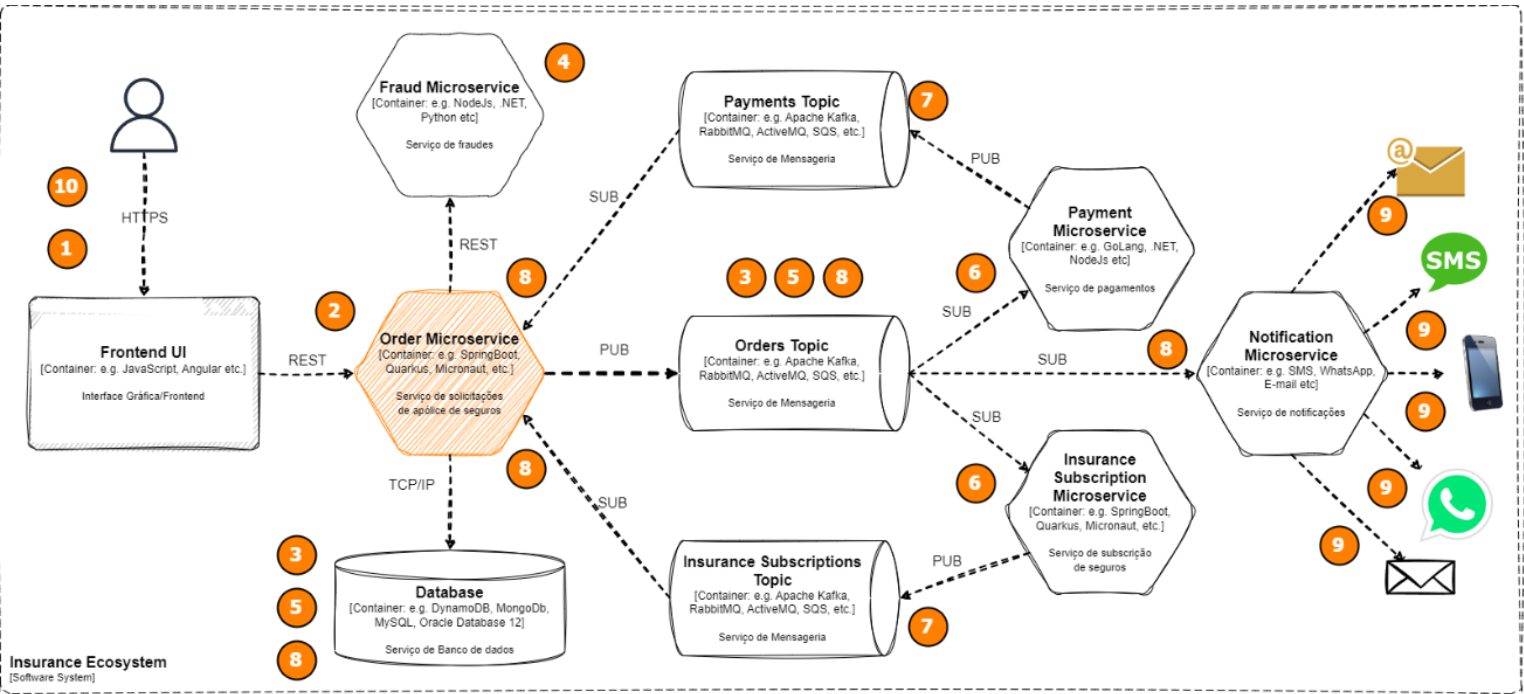 4
Fraud Microservice
[Container: e.g. NodeJs, .NET,
Python etc]
Serviço de fraudes
Payments Topic
[Container: e.g. Apache Kafka,
RabbitMQ, ActiveMQ, SQS, etc.]
Serviço de Mensageria
7
PUB
SUB
10
HTTPS
1
REST
8
2
Frontend UI
[Container: e.g. JavaScript, Angular etc.]
Interface Gráfica/Frontend
REST
Order Microservice
[Container: e.g. SpringBoot,
Quarkus, Micronaut, etc.]
Serviço de solicitações
de apólice de seguros
PUB
3
5
8
Orders Topic
[Container: e.g. Apache Kafka,
RabbitMQ, ActiveMQ, SQS, etc.]
Serviço de Mensageria
Payment
Microservice
[Container: e.g. GoLang, .NET,
NodeJs etc]
Serviço de pagamentos
6
SUB
SUB
8
SUB
Notification
Microservice
[Container: e.g. SMS, WhatsApp,
E-mail etc]
Serviço de notificações
@
9
SMS
9
9
9
9
8
TCP/IP
SUB
3
5
8
Database
[Container: e.g. DynamoDB, MongoDb,
MySQL, Oracle Database 12]
Serviço de Banco de dados
Insurance Subscriptions
Topic
[Container: e.g. Apache Kafka,
RabbitMQ, ActiveMQ, SQS, etc.]
Serviço de Mensageria
PUB
7
6
Insurance
Subscription
Microservice
[Container: e.g. SpringBoot,
Quarkus, Micronaut, etc.]
Serviço de subscrição
de seguros
Insurance Ecosystem
[Software System]